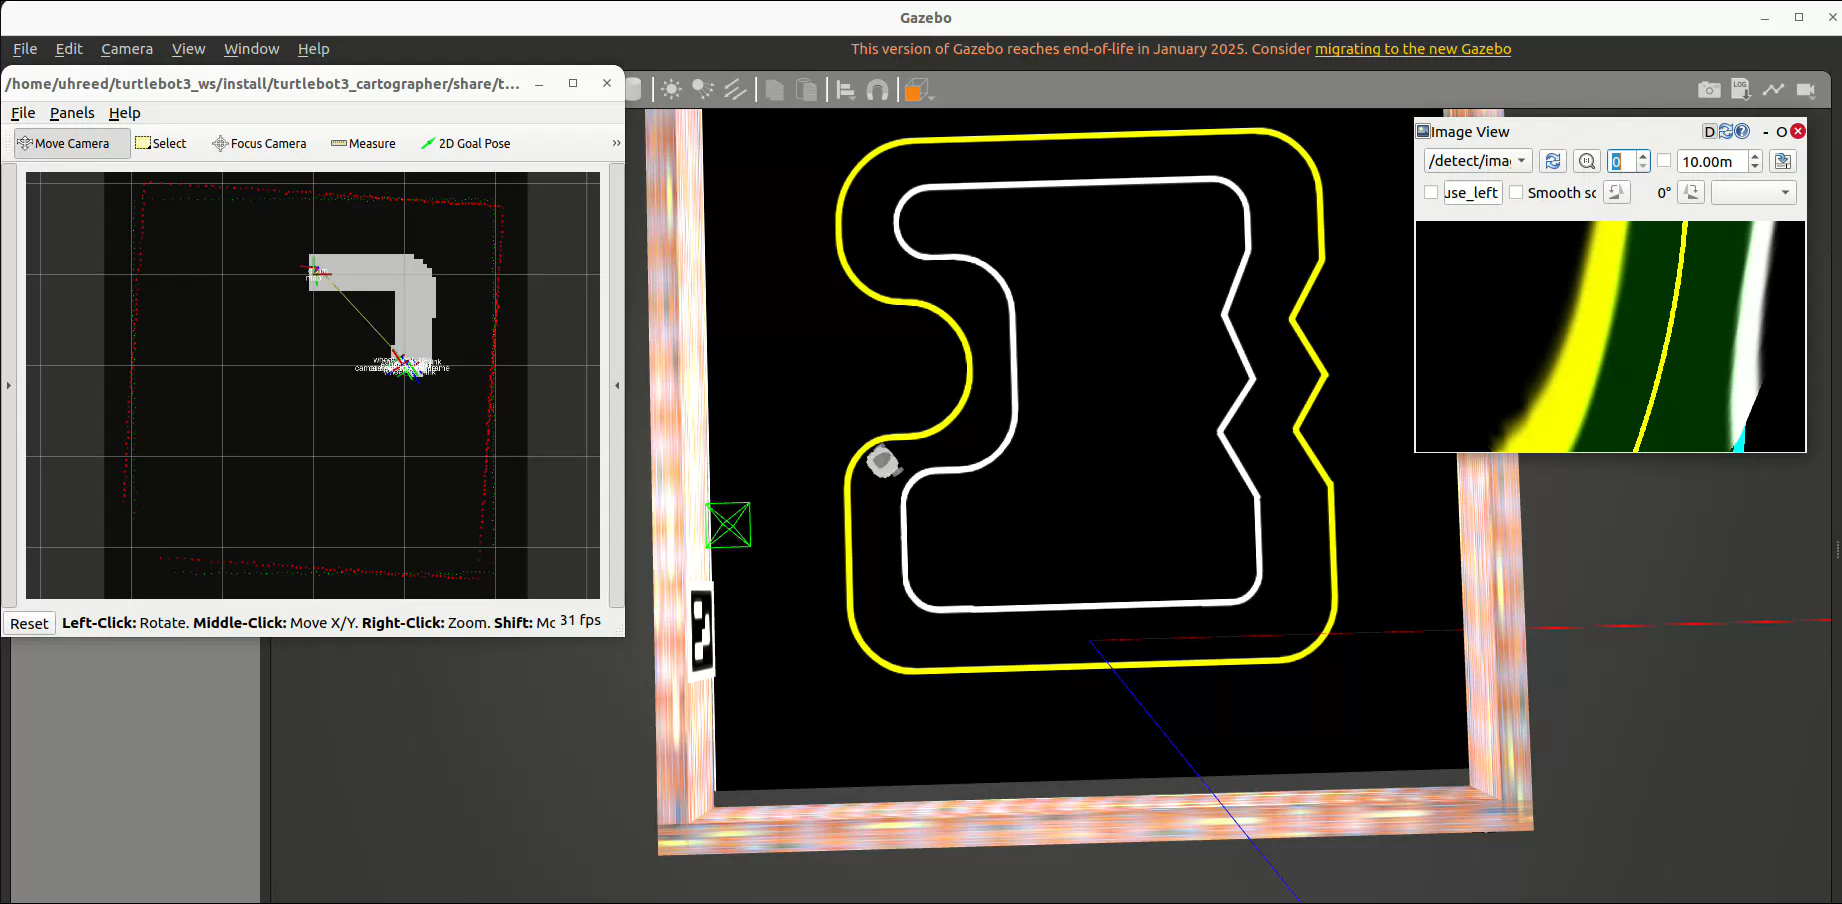 Gazebo
File Edit Camera View Window Help
This version of Gazebo reaches end-of-life in January 2025. Consider migrating to the new Gazebo
/home/uhreed/turtlebot3_ws/install/turtlebot3_cartographer/share/t...
File Panels Help
Move Camera Select Focus Camera Measure 2D Goal Pose »
Reset Left-Click: Rotate. Middle-Click: Move X/Y. Right-Click: Zoom. Shift: Mc 31 fps
LOG
Image View D - O
/detect/ima 0 10.00m
use_left Smooth sc 0°